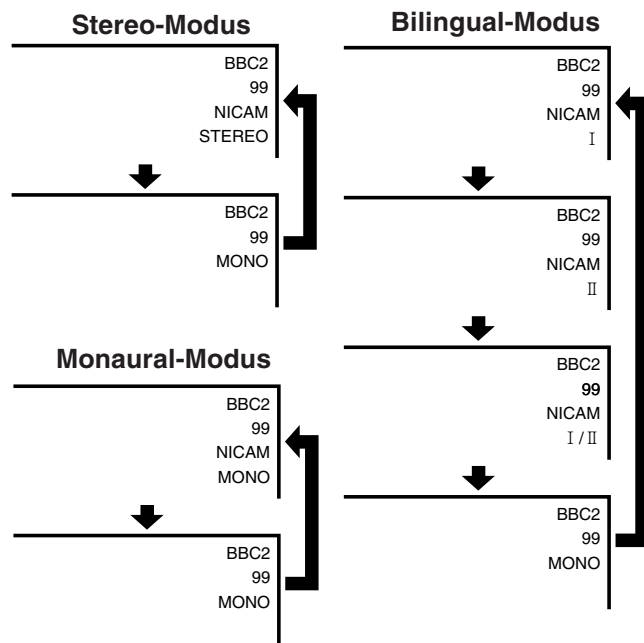 Stereo-Modus
BBC2
99
NICAM
STEREO
BBC2
99
MONO
Monaural-Modus
BBC2
99
NICAM
MONO
BBC2
99
MONO
Bilingual-Modus
BBC2
99
NICAM
I
BBC2
99
NICAM
II
BBC2
99
NICAM
I / II
BBC2
99
MONO